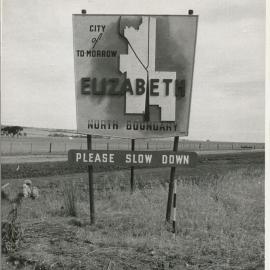 CITY
of
TO-MORROW
ELIZABETH
NORTH BOUNDARY
PLEASE SLOW DOWN